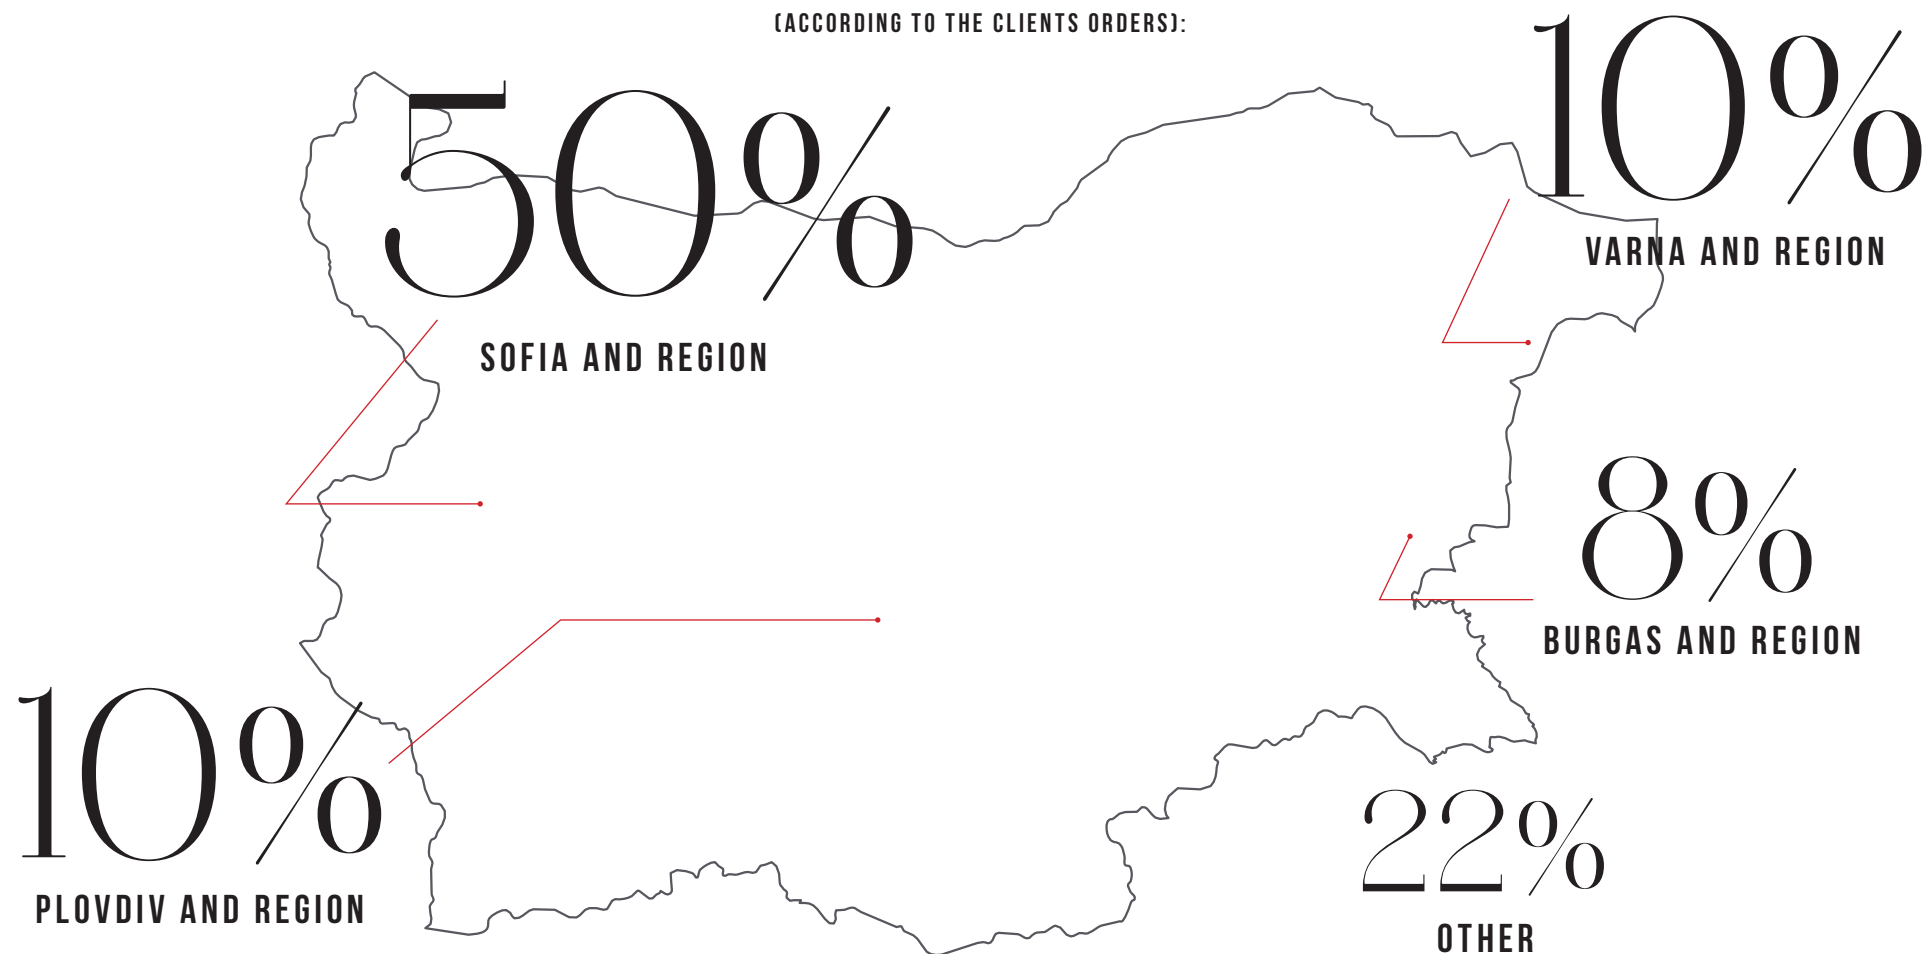 (ACCORDING TO THE CLIENTS ORDERS):
50%
SOFIA AND REGION
10%
VARNA AND REGION
8%
BURGAS AND REGION
10%
PLOVDIV AND REGION
22%
OTHER